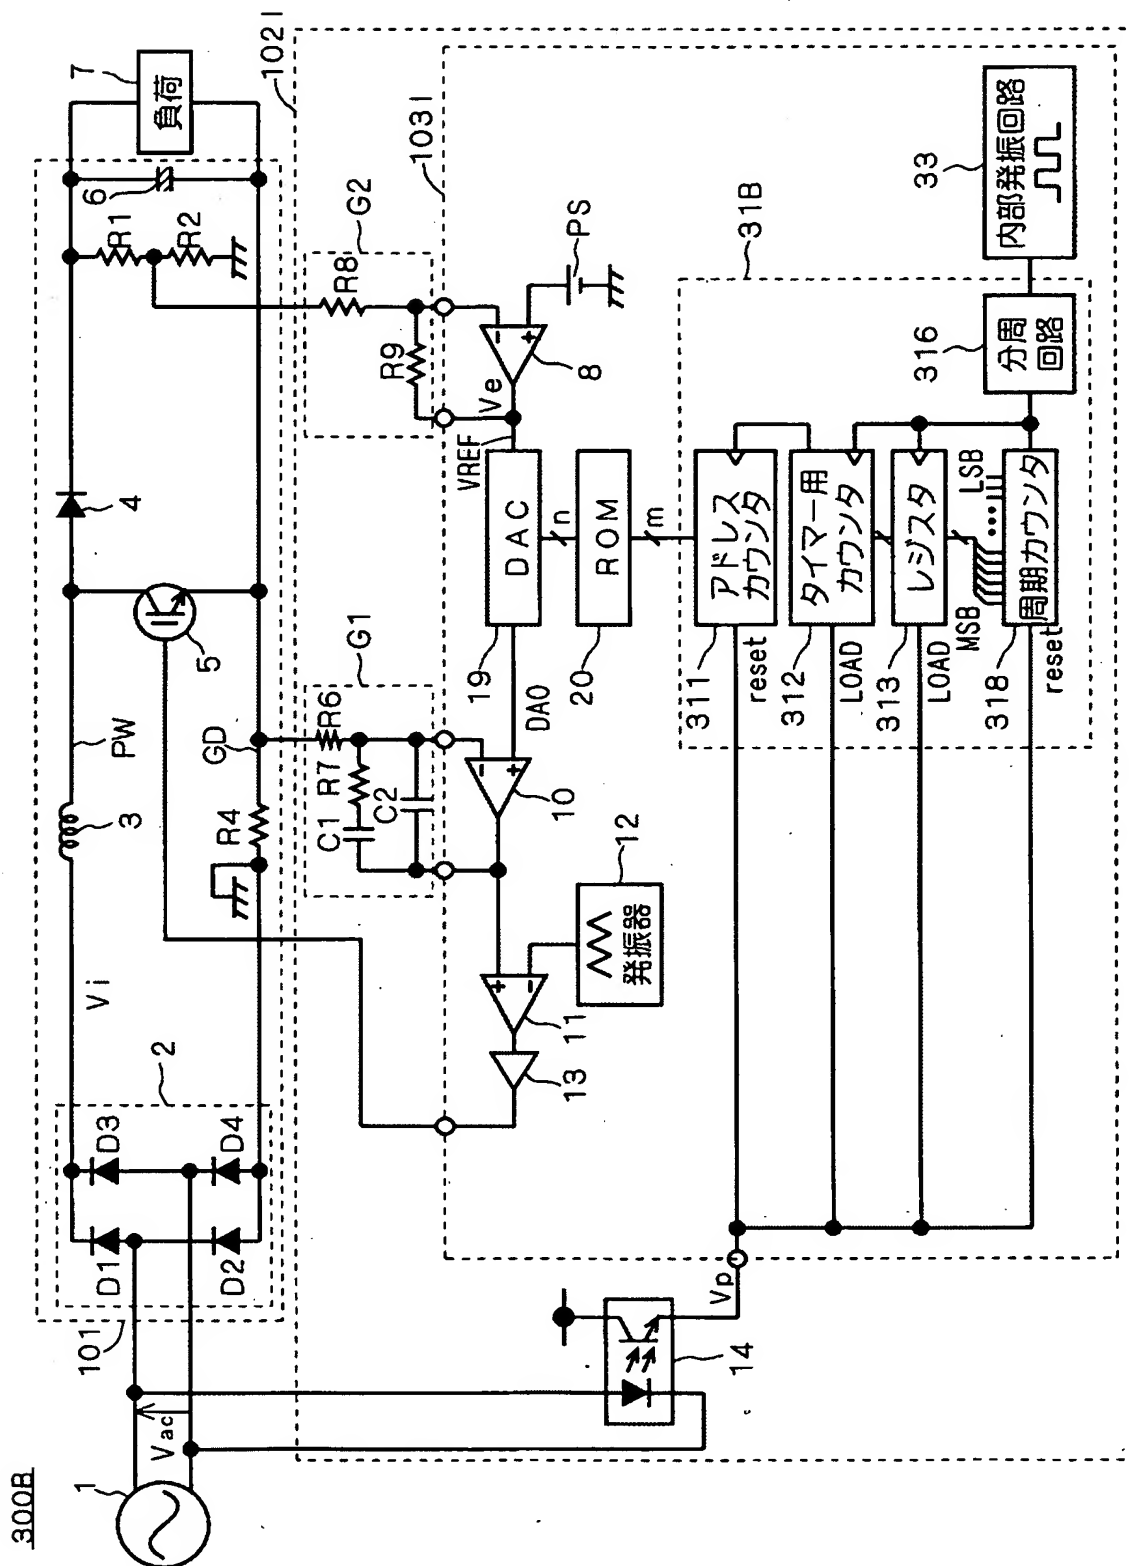 300B
1
Vac
101
2
D1
D3
D2
D4
Vi
3
PW
4
5
GD
R4
R1
R2
6
7
負荷
102I
103I
G1
R6
R7
C1
C2
G2
R8
R9
PS
8
Ve
VREF
DAC
19
DA0
n
ROM
20
m
10
11
12
発振器
13
14
Vp
31B
アドレス
カウンタ
311
reset
タイマー用
カウンタ
312
LOAD
レジスタ
313
LOAD
MSB
LSB
周期カウンタ
318
reset
316
分周
回路
33
内部発振回路